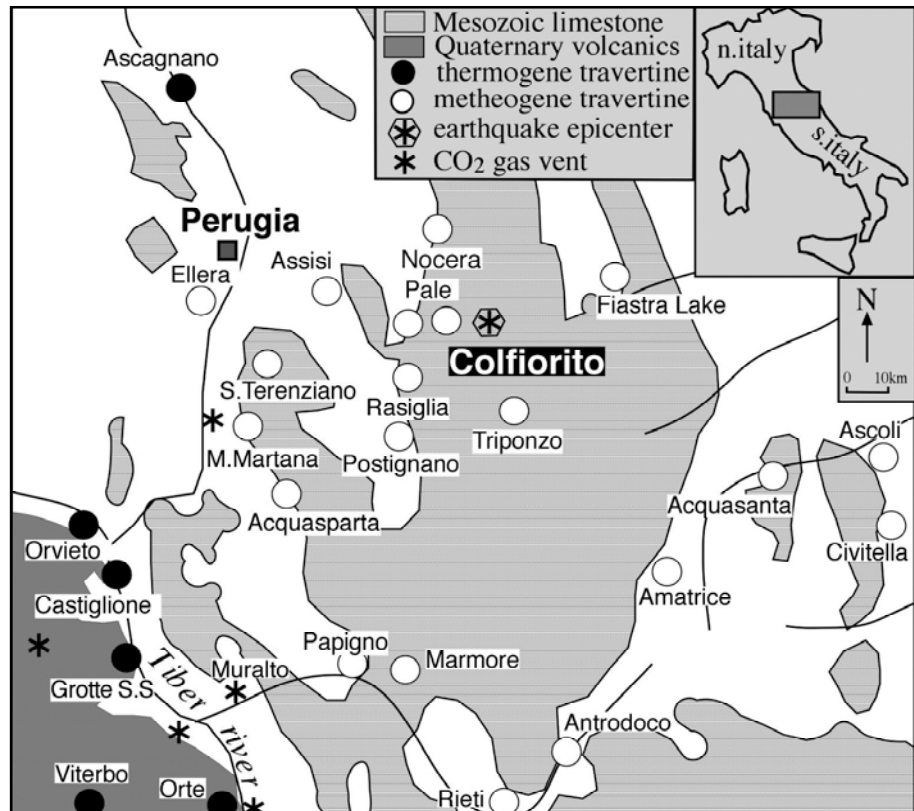 Mesozoic limestone
Quaternary volcanics
thermogene travertine
metheogene travertine
earthquake epicenter
CO₂ gas vent
n.italy
s.italy
N
0 10km
Ascagnano
Perugia
Ellera
Assisi
Nocera
Pale
Fiastra Lake
Colfiorito
S.Terenziano
Rasiglia
Triponzo
M.Martana
Postignano
Ascoli
Acquasparta
Acquasanta
Orvieto
Civitella
Castiglione
Amatrice
Papigno
Muralto
Marmore
Grotte S.S.
Tiber
river
Antrodoco
Viterbo
Orte
Rieti